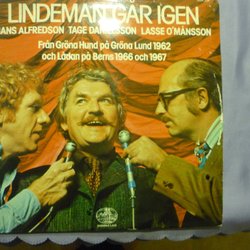 LINDEMAN GÅR IGEN
ANS ALFREDSON TAGE DANIELSSON LASSE O'MÅNSSON
Från Gröna Hund på Gröna Lund 1962
och Lådan på Berns 1966 och 1967